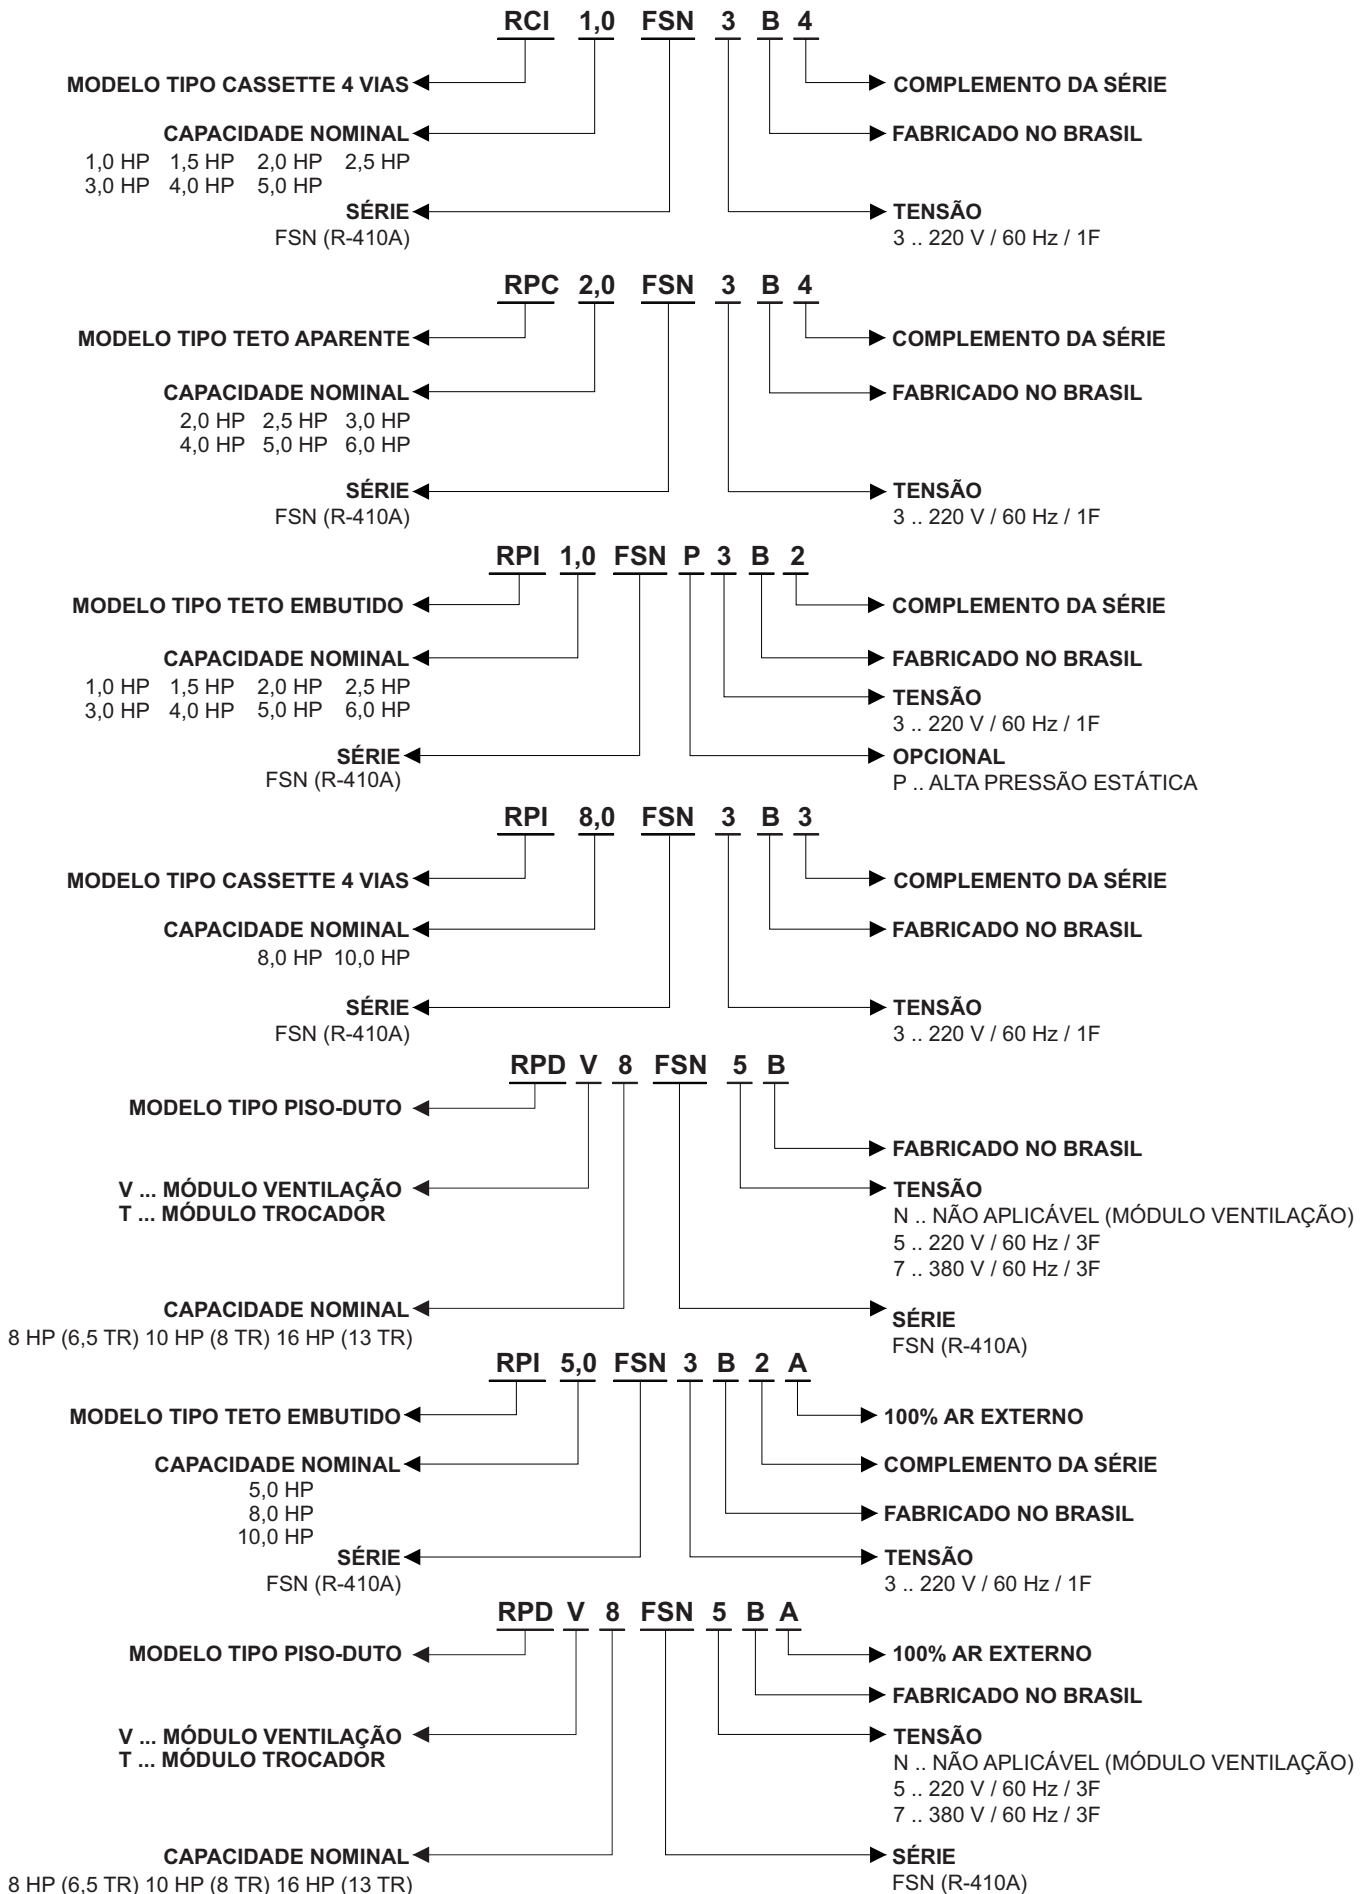 RCI 1,0 FSN 3 B 4
MODELO TIPO CASSETTE 4 VIAS
COMPLEMENTO DA SÉRIE
CAPACIDADE NOMINAL
FABRICADO NO BRASIL
1,0 HP 1,5 HP 2,0 HP 2,5 HP
3,0 HP 4,0 HP 5,0 HP
SÉRIE
TENSÃO
FSN (R-410A)
3 .. 220 V / 60 Hz / 1F
RPC 2,0 FSN 3 B 4
MODELO TIPO TETO APARENTE
COMPLEMENTO DA SÉRIE
CAPACIDADE NOMINAL
FABRICADO NO BRASIL
2,0 HP 2,5 HP 3,0 HP
4,0 HP 5,0 HP 6,0 HP
SÉRIE
TENSÃO
FSN (R-410A)
3 .. 220 V / 60 Hz / 1F
RPI 1,0 FSN P 3 B 2
MODELO TIPO TETO EMBUTIDO
COMPLEMENTO DA SÉRIE
CAPACIDADE NOMINAL
FABRICADO NO BRASIL
1,0 HP 1,5 HP 2,0 HP 2,5 HP
3,0 HP 4,0 HP 5,0 HP 6,0 HP
TENSÃO
3 .. 220 V / 60 Hz / 1F
SÉRIE
OPCIONAL
FSN (R-410A)
P .. ALTA PRESSÃO ESTÁTICA
RPI 8,0 FSN 3 B 3
MODELO TIPO CASSETTE 4 VIAS
COMPLEMENTO DA SÉRIE
CAPACIDADE NOMINAL
FABRICADO NO BRASIL
8,0 HP 10,0 HP
SÉRIE
TENSÃO
FSN (R-410A)
3 .. 220 V / 60 Hz / 1F
RPD V 8 FSN 5 B
MODELO TIPO PISO-DUTO
FABRICADO NO BRASIL
V ... MÓDULO VENTILAÇÃO
T ... MÓDULO TROCADOR
TENSÃO
N .. NÃO APLICÁVEL (MÓDULO VENTILAÇÃO)
5 .. 220 V / 60 Hz / 3F
7 .. 380 V / 60 Hz / 3F
CAPACIDADE NOMINAL
8 HP (6,5 TR) 10 HP (8 TR) 16 HP (13 TR)
SÉRIE
FSN (R-410A)
RPI 5,0 FSN 3 B 2 A
MODELO TIPO TETO EMBUTIDO
100% AR EXTERNO
CAPACIDADE NOMINAL
COMPLEMENTO DA SÉRIE
5,0 HP
8,0 HP
10,0 HP
FABRICADO NO BRASIL
SÉRIE
TENSÃO
FSN (R-410A)
3 .. 220 V / 60 Hz / 1F
RPD V 8 FSN 5 B A
MODELO TIPO PISO-DUTO
100% AR EXTERNO
FABRICADO NO BRASIL
V ... MÓDULO VENTILAÇÃO
T ... MÓDULO TROCADOR
TENSÃO
N .. NÃO APLICÁVEL (MÓDULO VENTILAÇÃO)
5 .. 220 V / 60 Hz / 3F
7 .. 380 V / 60 Hz / 3F
CAPACIDADE NOMINAL
8 HP (6,5 TR) 10 HP (8 TR) 16 HP (13 TR)
SÉRIE
FSN (R-410A)